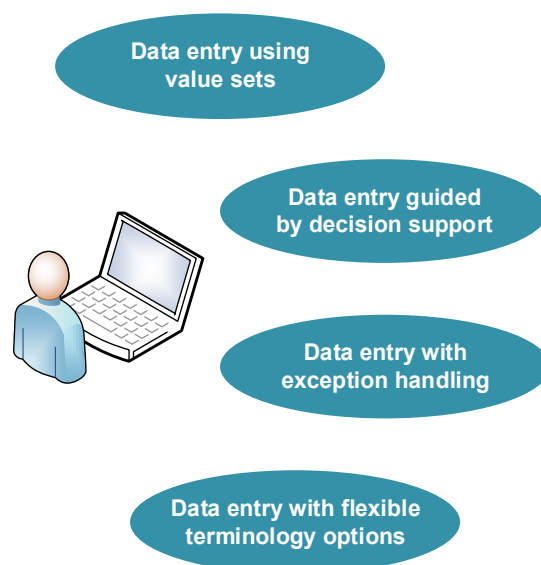 Data entry using
value sets
Data entry guided
by decision support
Data entry with
exception handling
Data entry with flexible
terminology options